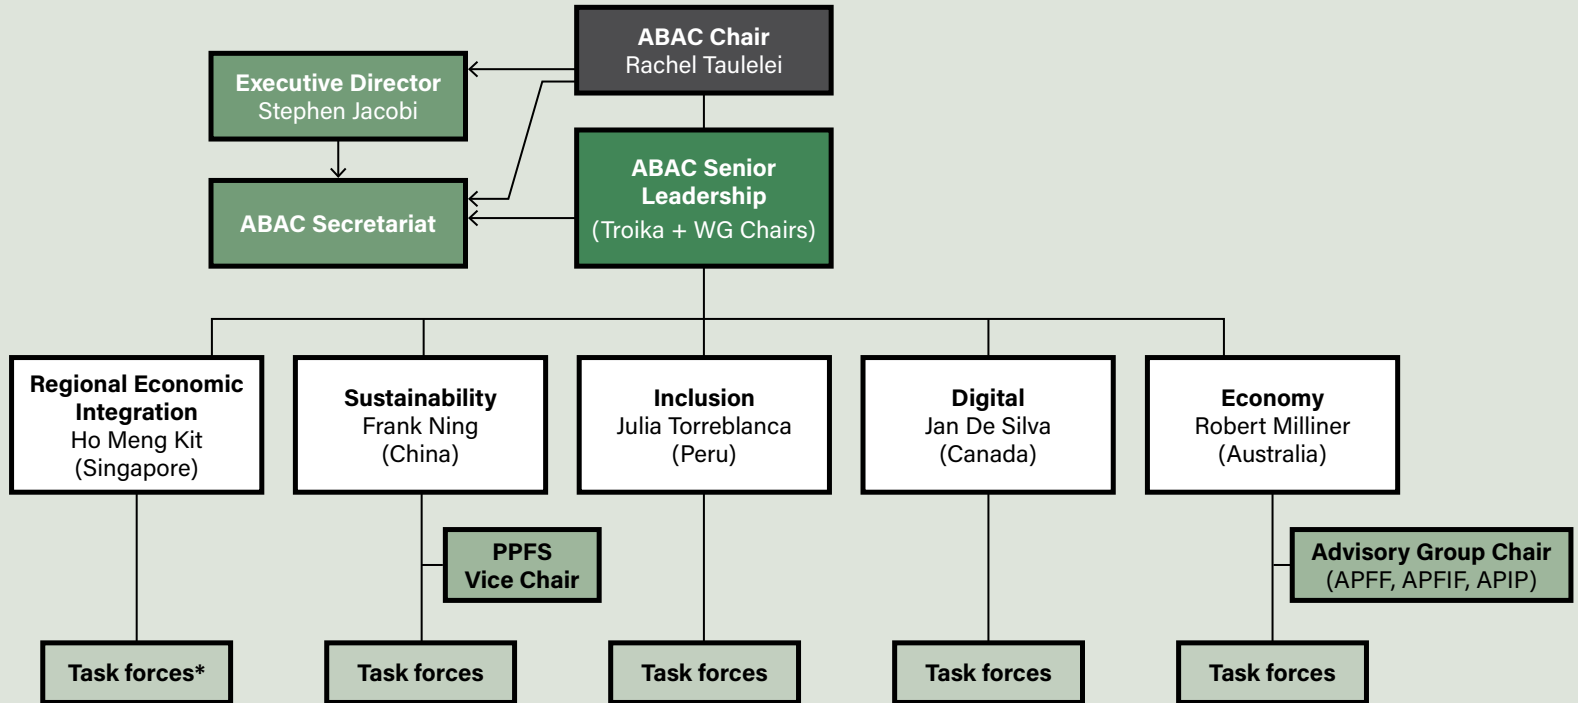 ABAC Chair
Rachel Taulelei
Executive Director
Stephen Jacobi
ABAC Senior
Leadership
(Troika + WG Chairs)
ABAC Secretariat
Regional Economic
Integration
Ho Meng Kit
(Singapore)
Sustainability
Frank Ning
(China)
Inclusion
Julia Torreblanca
(Peru)
Digital
Jan De Silva
(Canada)
Economy
Robert Milliner
(Australia)
PPFS
Vice Chair
Advisory Group Chair
(APFF, APFIF, APIP)
Task forces*
Task forces
Task forces
Task forces
Task forces